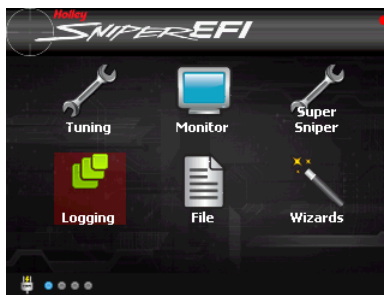 Holley
SNIPER EFI
Tuning
Monitor
Super
Sniper
Logging
File
Wizards